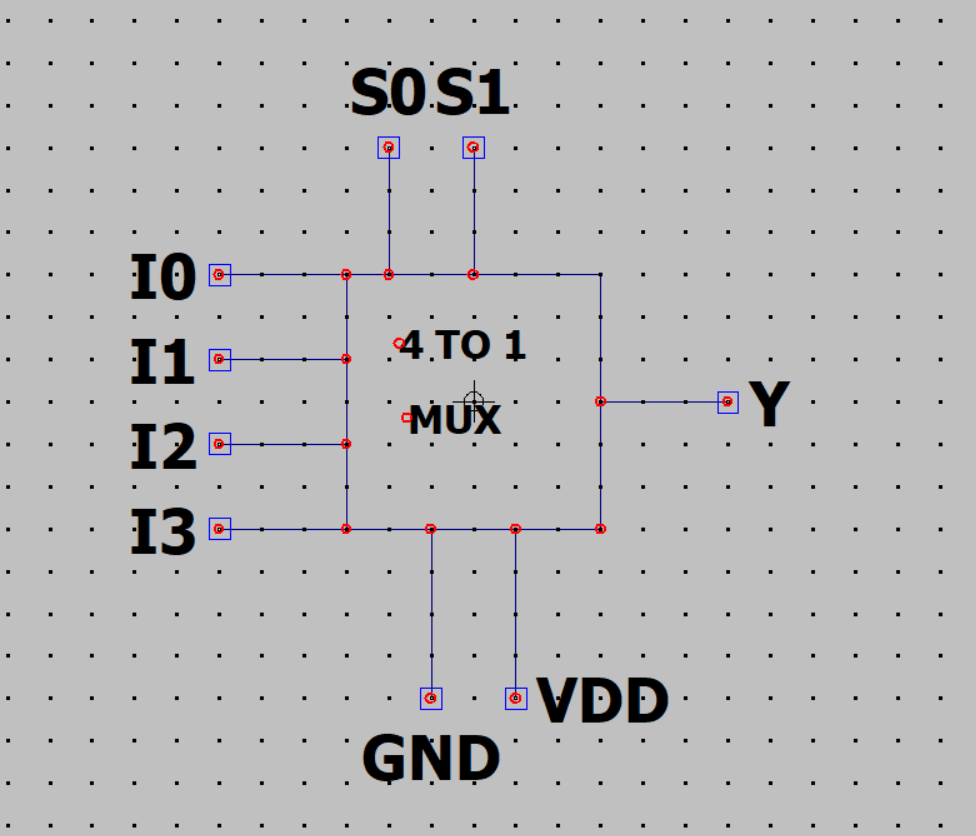 S0 S1
I0
4 TO 1
I1
Y
MUX
I2
I3
VDD
GND